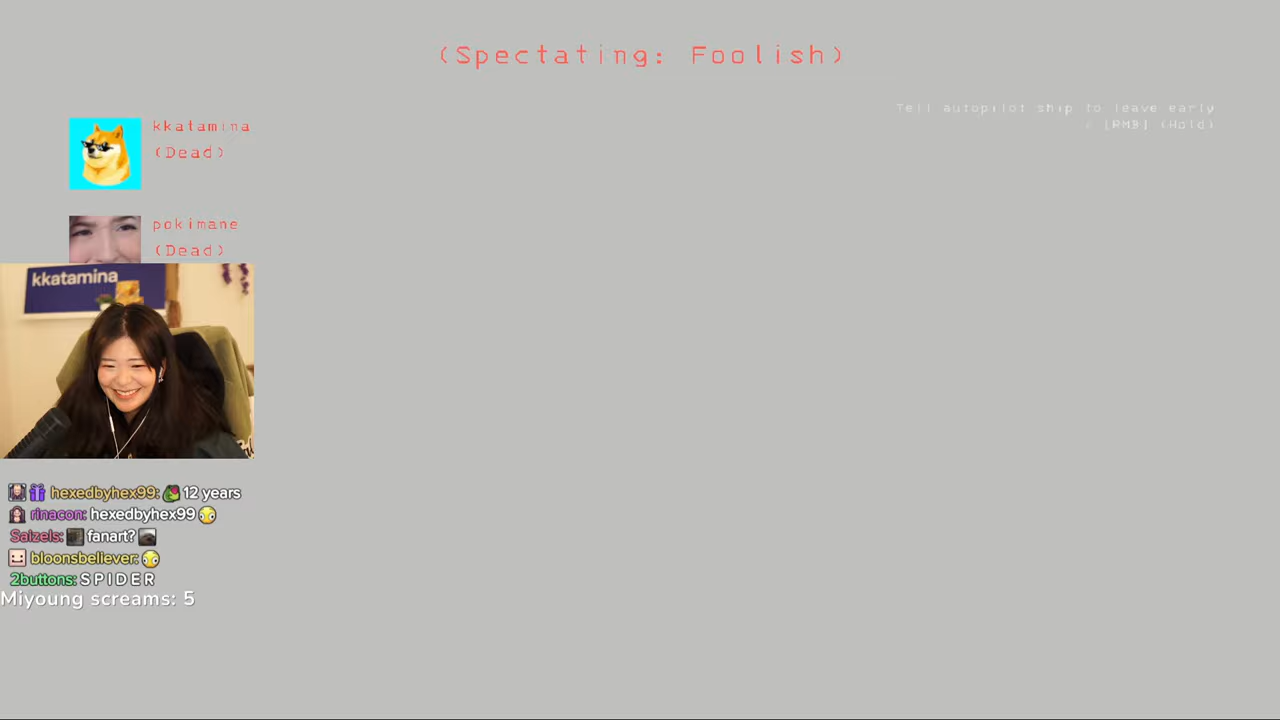 (Spectating: Foolish)
Tell autopilot ship to leave early
: [RMB] (Hold)
kkatamina
(Dead)
pokimane
(Dead)
kkatamina
hexedbyhex99: 12 years
rinacon: hexedbyhex99
Saizels: fanart?
bloonsbeliever:
2buttons: S P I D E R
Miyoung screams: 5